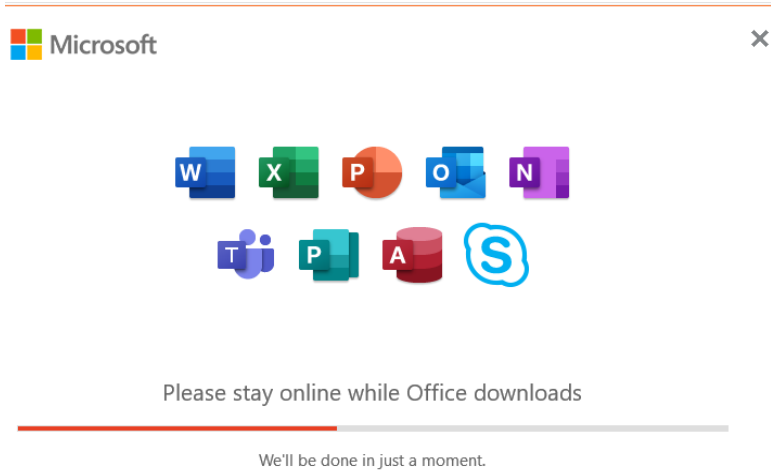 Microsoft
W X P O N
T P A S
Please stay online while Office downloads
We'll be done in just a moment.